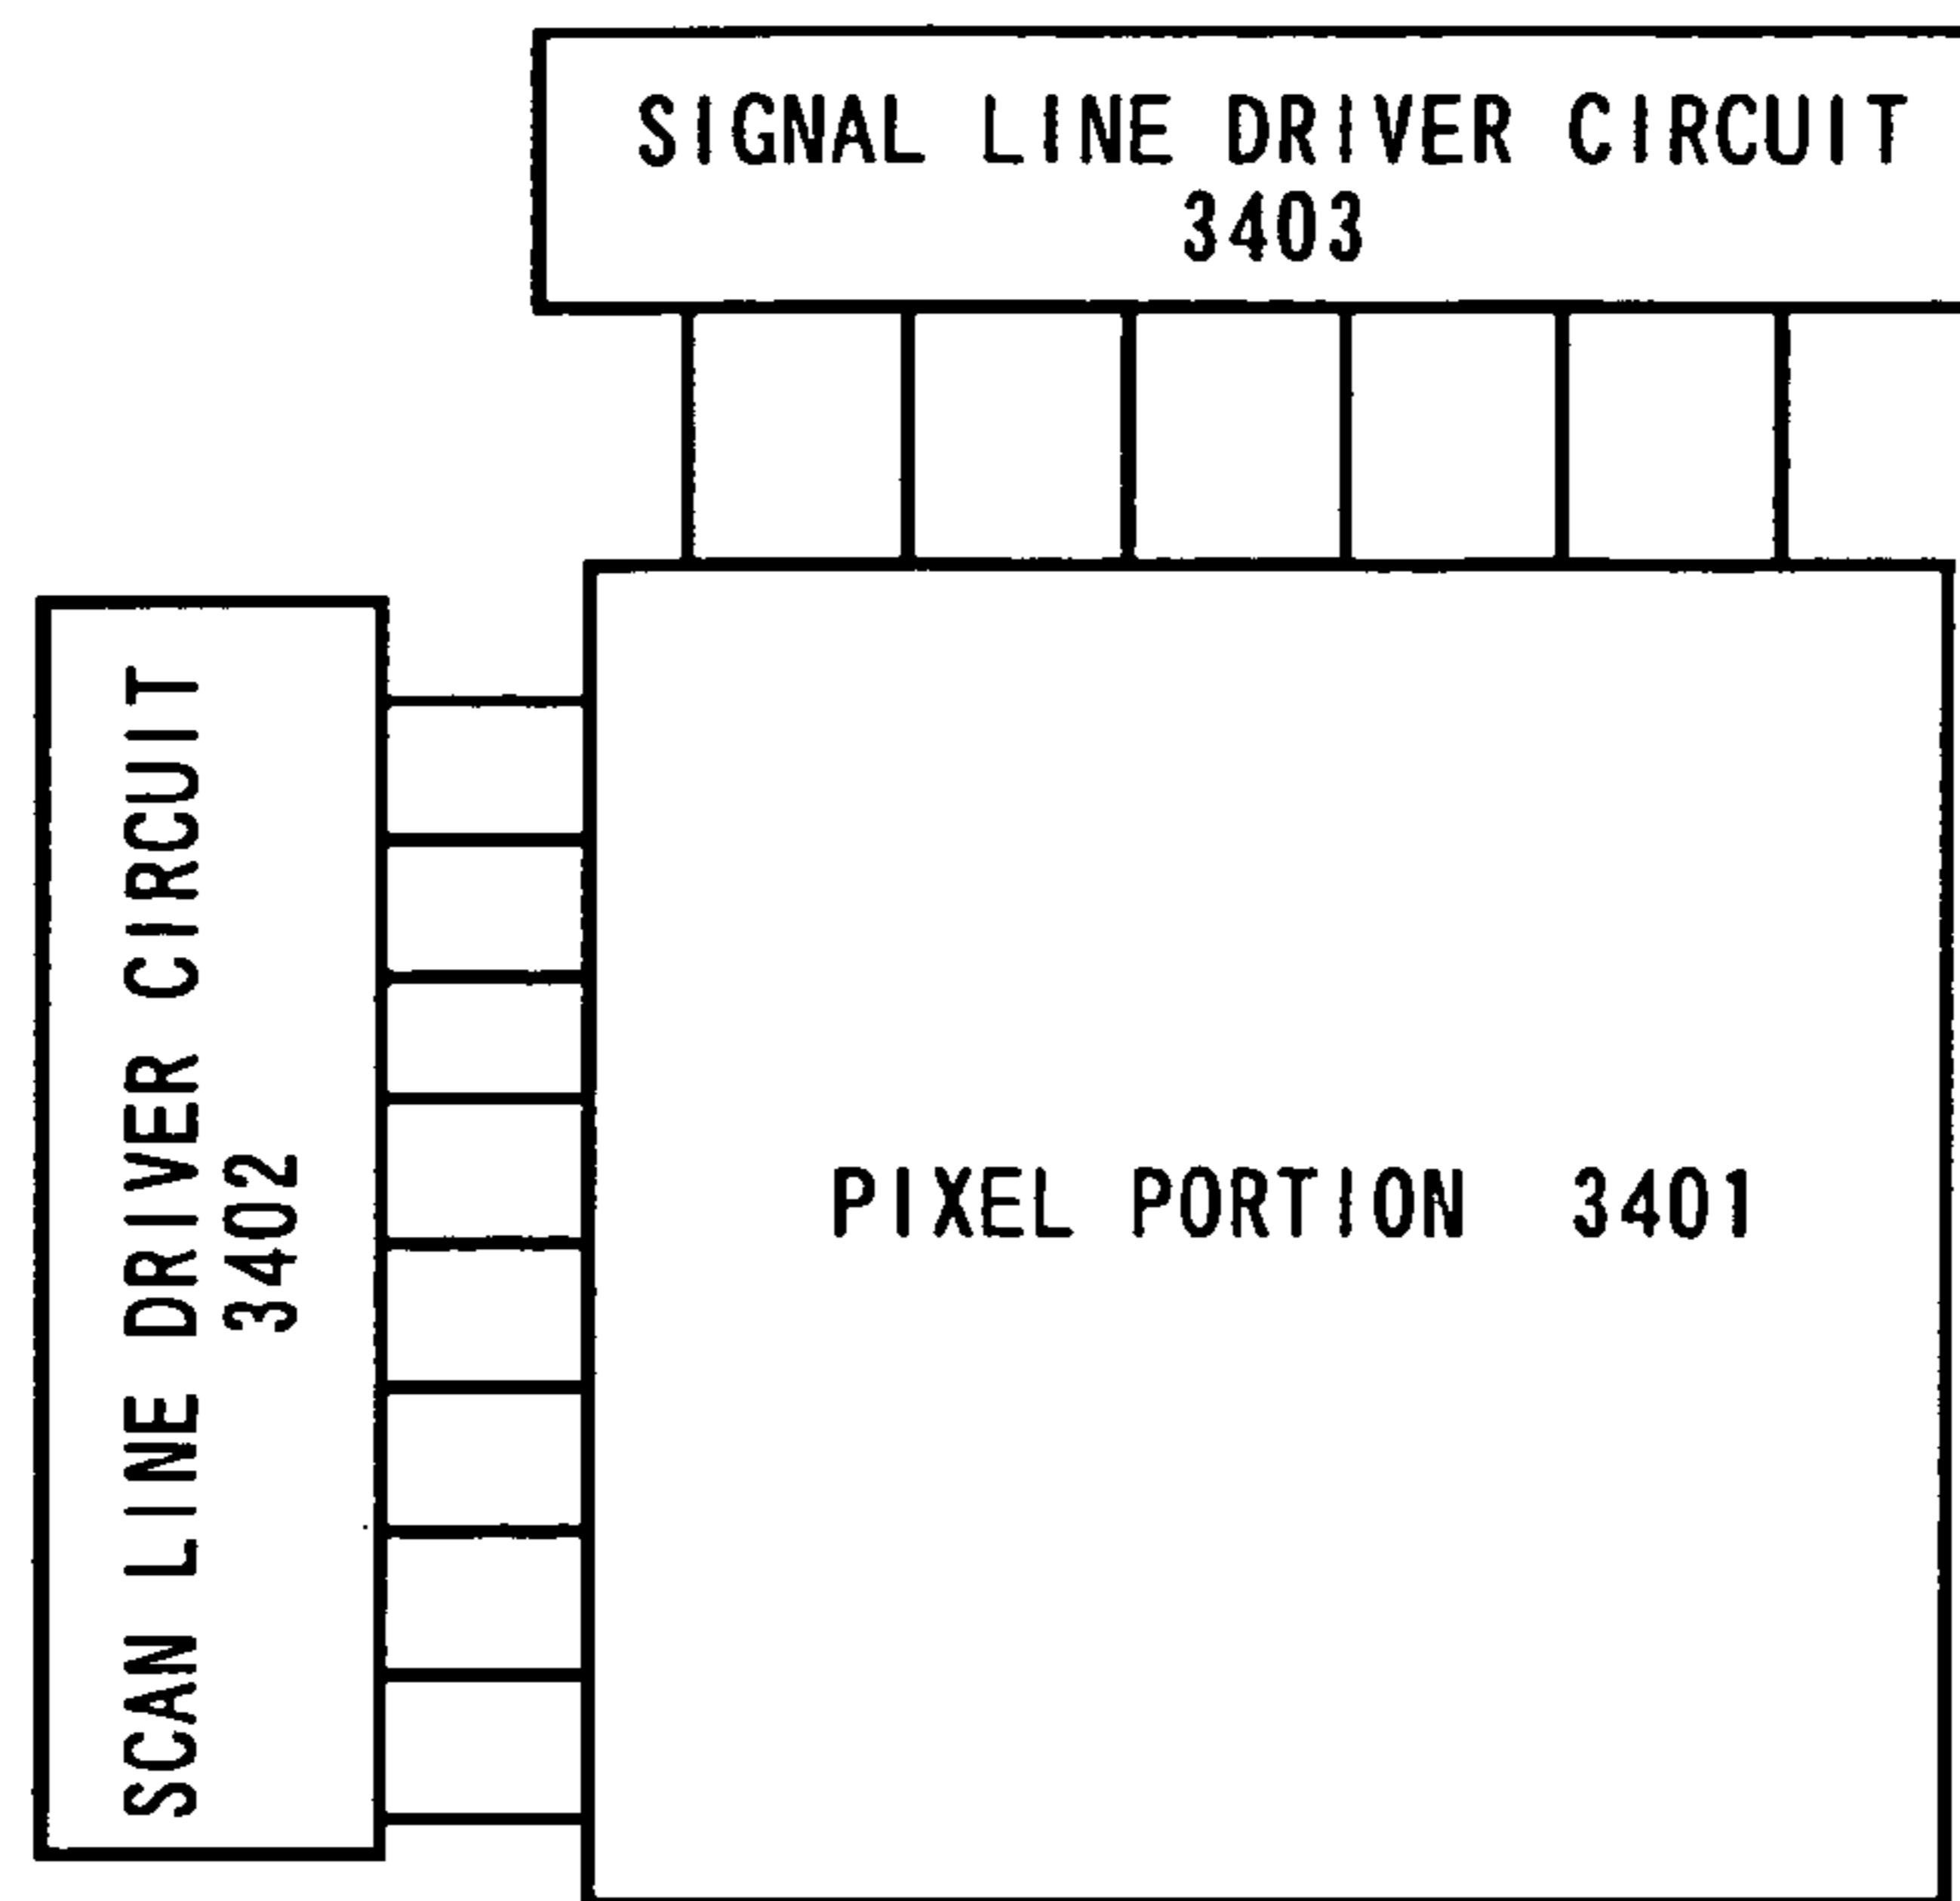 SIGNAL LINE DRIVER CIRCUIT
3403
SCAN LINE DRIVER CIRCUIT
3402
PIXEL PORTION 3401